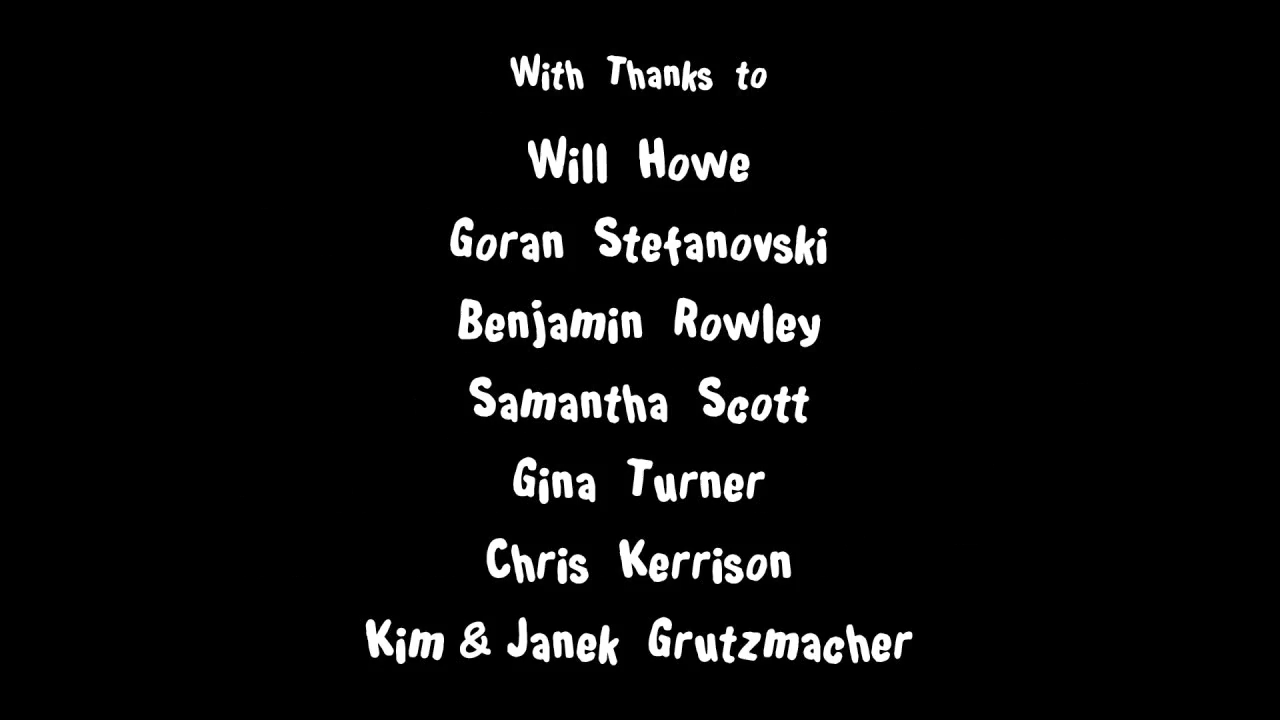 With Thanks to
Will Howe
Goran Stefanovski
Benjamin Rowley
Samantha Scott
Gina Turner
Chris Kerrison
Kim & Janek Grutzmacher